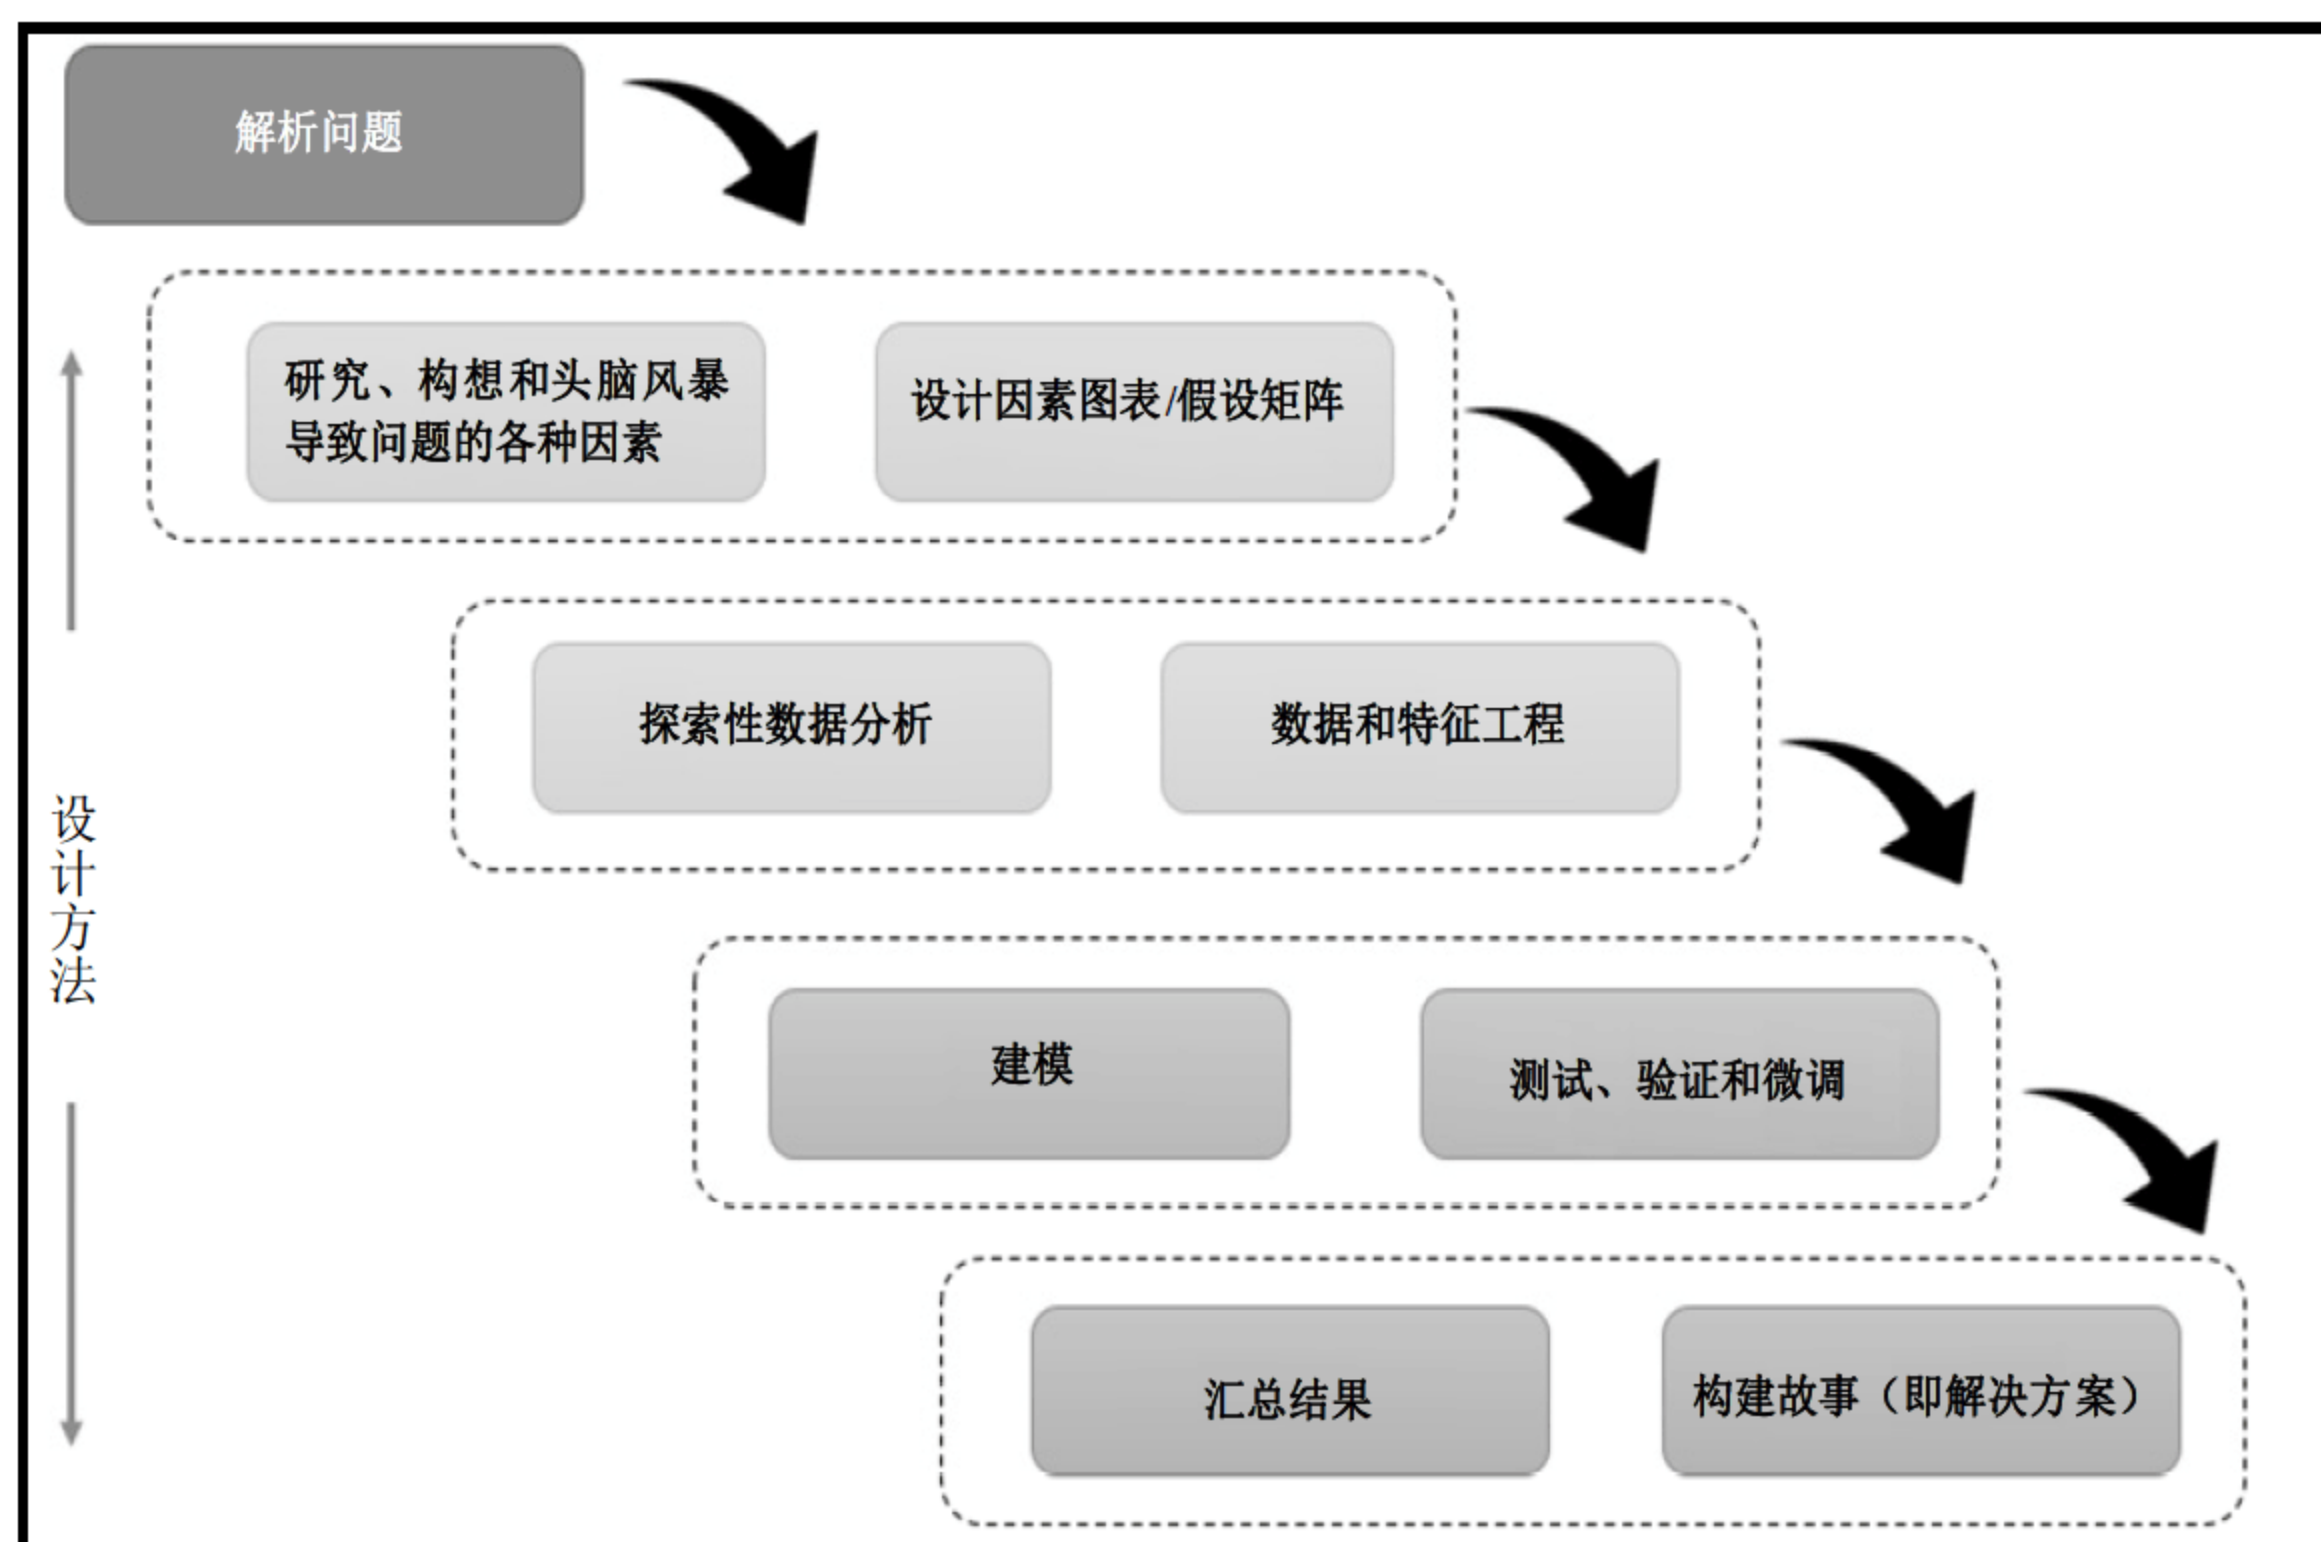 解析问题
研究、构想和头脑风暴
导致问题的各种因素
设计因素图表/假设矩阵
探索性数据分析
数据和特征工程
设计方法
建模
测试、验证和微调
汇总结果
构建故事（即解决方案）